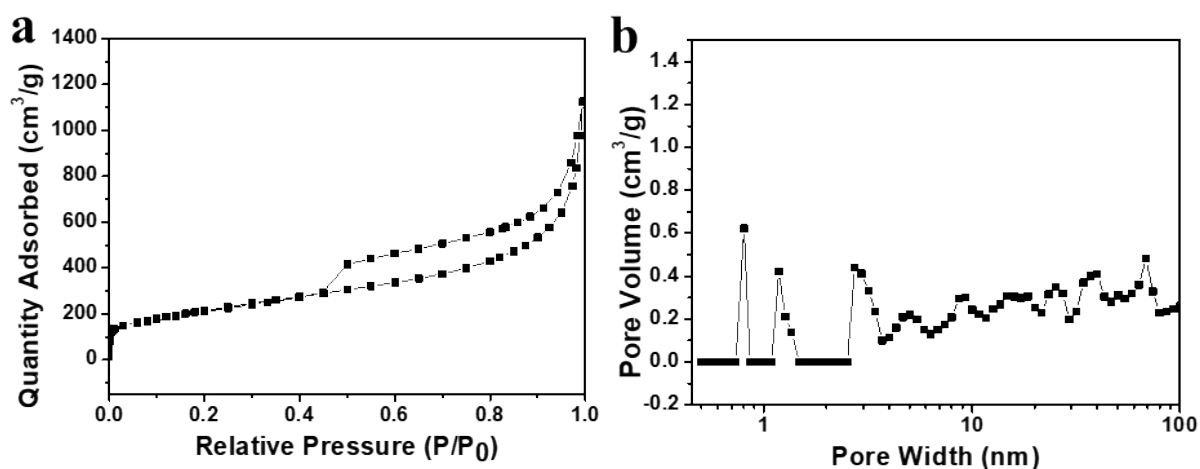 a
1400
1200
1000
800
600
400
200
0
Quantity Adsorbed (cm³/g)
0.0 0.2 0.4 0.6 0.8 1.0
Relative Pressure (P/P₀)
b
1.4
1.2
1.0
0.8
0.6
0.4
0.2
0.0
-0.2
Pore Volume (cm³/g)
1 10 100
Pore Width (nm)